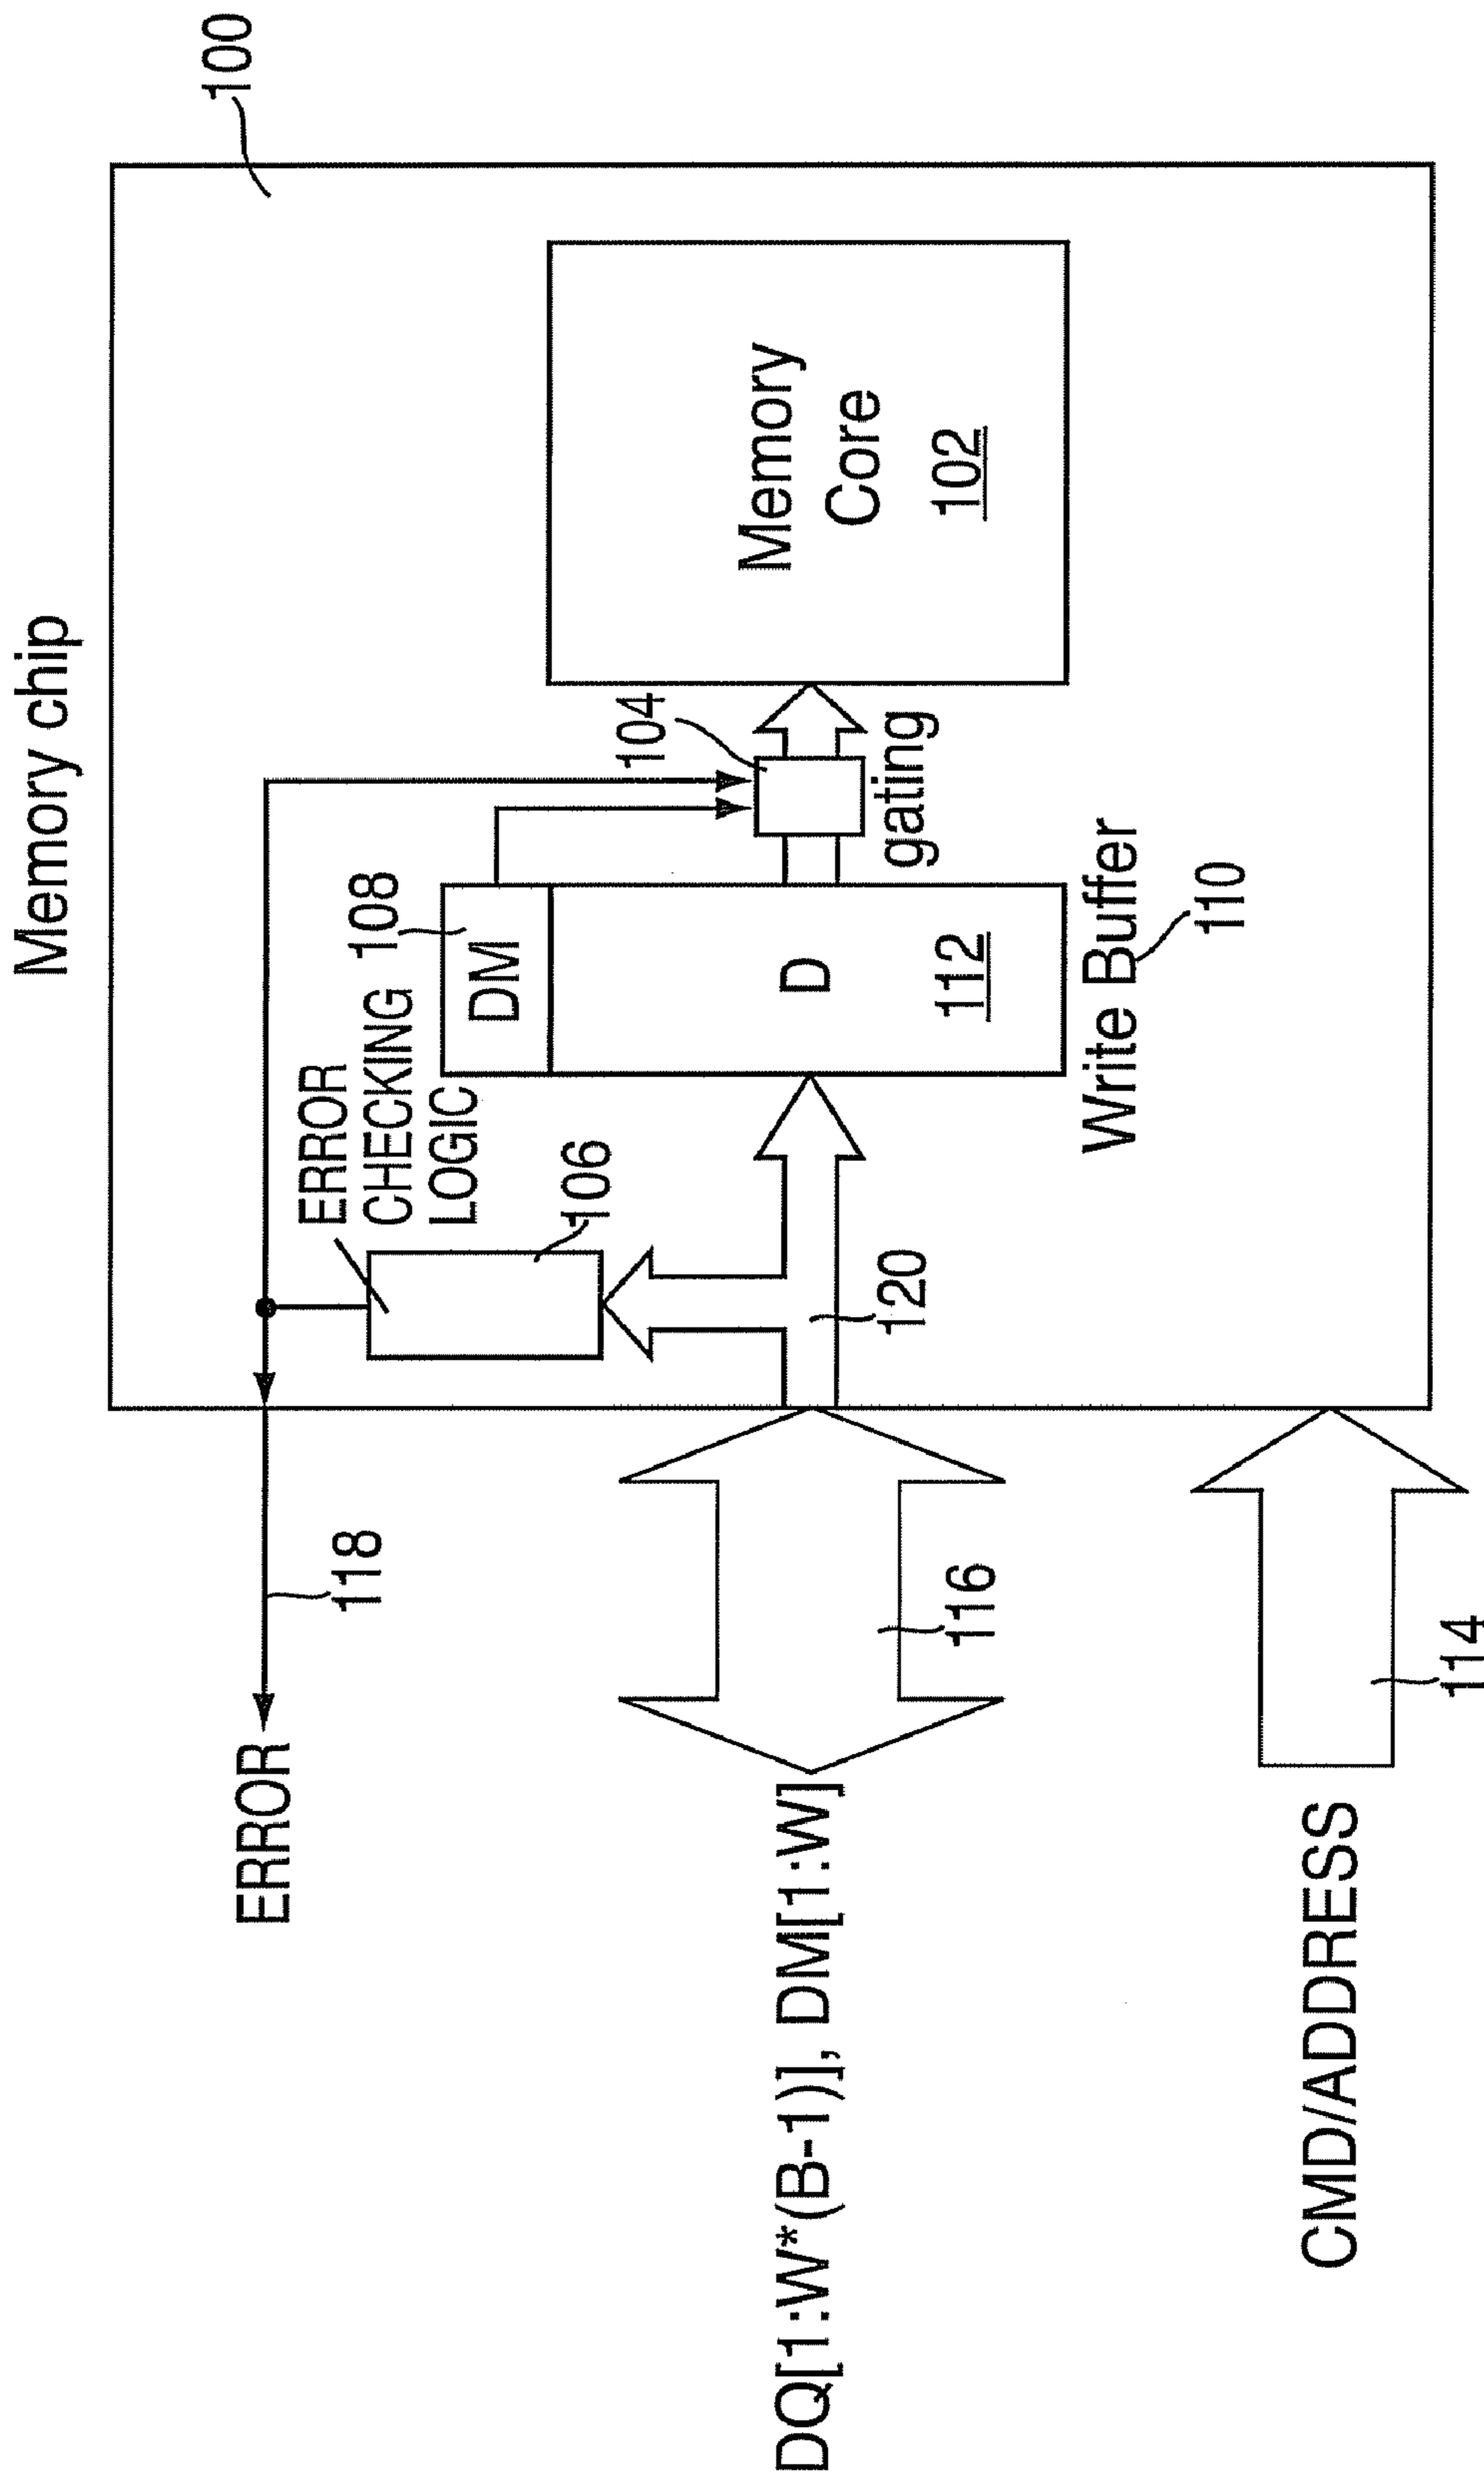 Memory chip
100
ERROR
118
ERROR
CHECKING
LOGIC
106
108
DM
D
112
Write Buffer
110
104
gating
Memory
Core
102
120
DQ[1:W*(B-1)], DM[1:W]
116
CMD/ADDRESS
114